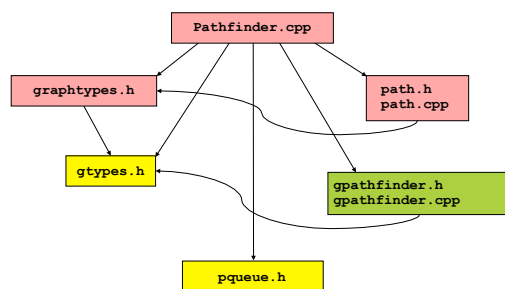 Pathfinder.cpp
graphtypes.h
path.h
path.cpp
gtypes.h
gpathfinder.h
gpathfinder.cpp
pqueue.h